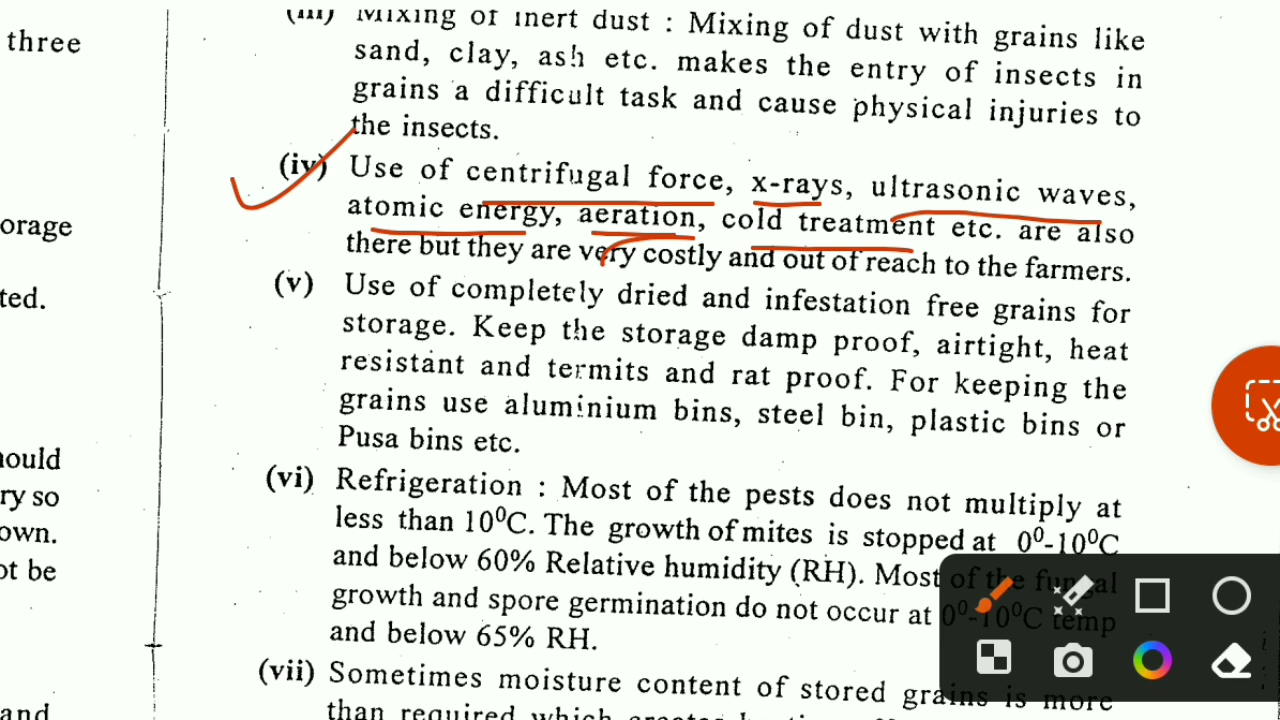 three
orage
ted.
ould
ry so
own.
ot be
and
(iii) Mixing of inert dust : Mixing of dust with grains like
sand, clay, ash etc. makes the entry of insects in
grains a difficult task and cause physical injuries to
the insects.
(iv) Use of centrifugal force, x-rays, ultrasonic waves,
atomic energy, aeration, cold treatment etc. are also
there but they are very costly and out of reach to the farmers.
(v) Use of completely dried and infestation free grains for
storage. Keep the storage damp proof, airtight, heat
resistant and termits and rat proof. For keeping the
grains use aluminium bins, steel bin, plastic bins or
Pusa bins etc.
(vi) Refrigeration : Most of the pests does not multiply at
less than 10⁰C. The growth of mites is stopped at 0⁰-10⁰C
and below 60% Relative humidity (RH). Most of the fungal
growth and spore germination do not occur at 0⁰-10⁰C temp
and below 65% RH.
(vii) Sometimes moisture content of stored grains is more
than required which creates